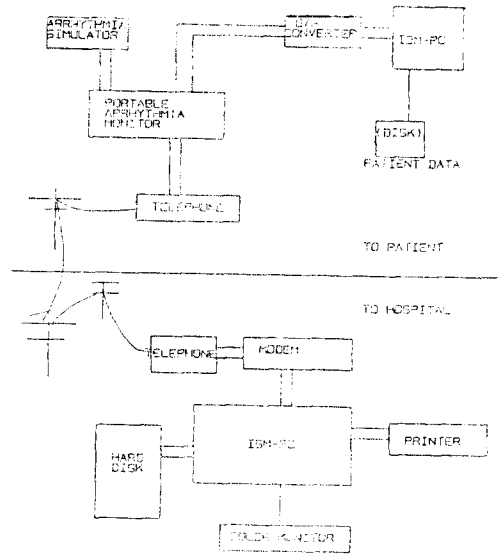 ARRHYTHMI/
SIMULATOR
D/A
CONVERTER
IBM-PC
PORTABLE
ARRHYTHMIA
MONITOR
(DISK)
PATIENT DATA
TELEPHONE
TO PATIENT
TO HOSPITAL
TELEPHONE
MODEM
IBM-PC
PRINTER
HARD
DISK
COLOR MONITOR